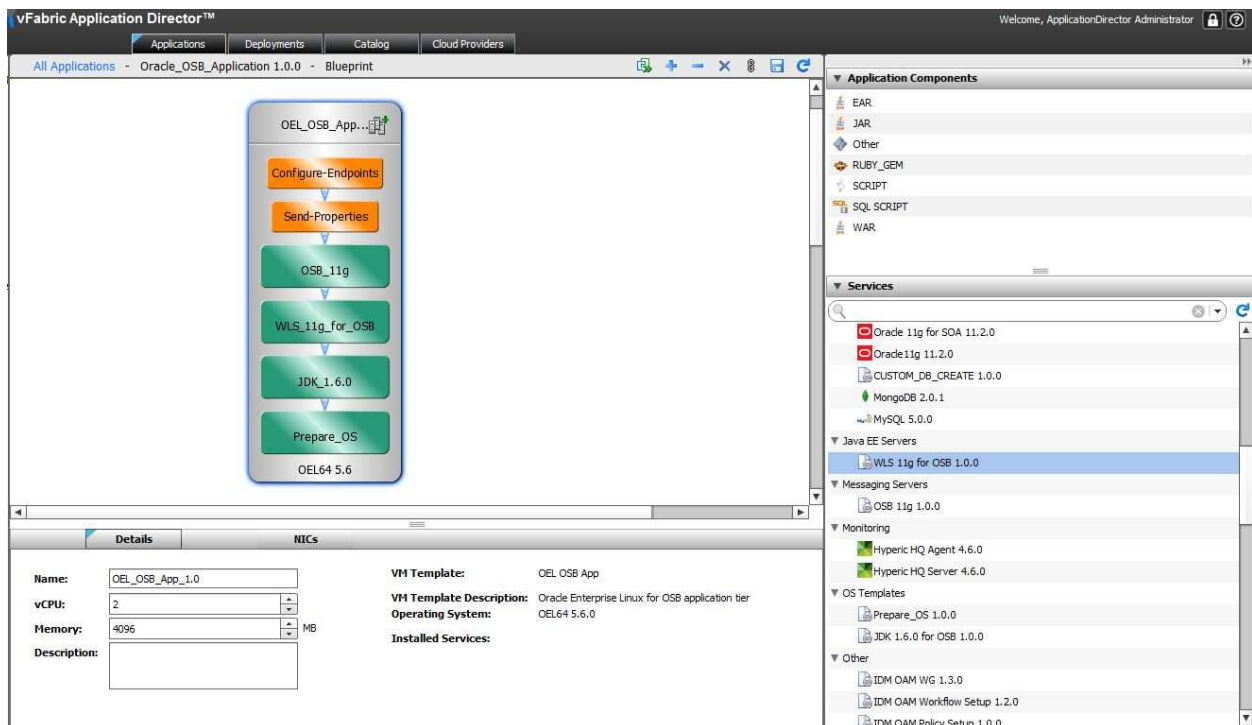 vFabric Application Director™
Welcome, ApplicationDirector Administrator
Applications Deployments Catalog Cloud Providers
All Applications - Oracle_OSB_Application 1.0.0 - Blueprint
OEL_OSB_App...
Configure-Endpoints
Send-Properties
OSB_11g
WLS_11g_for_OSB
JDK_1.6.0
Prepare_OS
OEL64 5.6
Details NICs
Name: OEL_OSB_App_1.0
vCPU: 2
Memory: 4096 MB
Description:
VM Template: OEL OSB App
VM Template Description: Oracle Enterprise Linux for OSB application tier
Operating System: OEL64 5.6.0
Installed Services:
Application Components
EAR
JAR
Other
RUBY_GEM
SCRIPT
SQL SCRIPT
WAR
Services
Oracle 11g for SOA 11.2.0
Oracle11g 11.2.0
CUSTOM_DB_CREATE 1.0.0
MongoDB 2.0.1
MySQL 5.0.0
Java EE Servers
WLS 11g for OSB 1.0.0
Messaging Servers
OSB 11g 1.0.0
Monitoring
Hyperic HQ Agent 4.6.0
Hyperic HQ Server 4.6.0
OS Templates
Prepare_OS 1.0.0
JDK 1.6.0 for OSB 1.0.0
Other
IDM OAM WG 1.3.0
IDM OAM Workflow Setup 1.2.0
IDM OAM Policy Setup 1.0.0